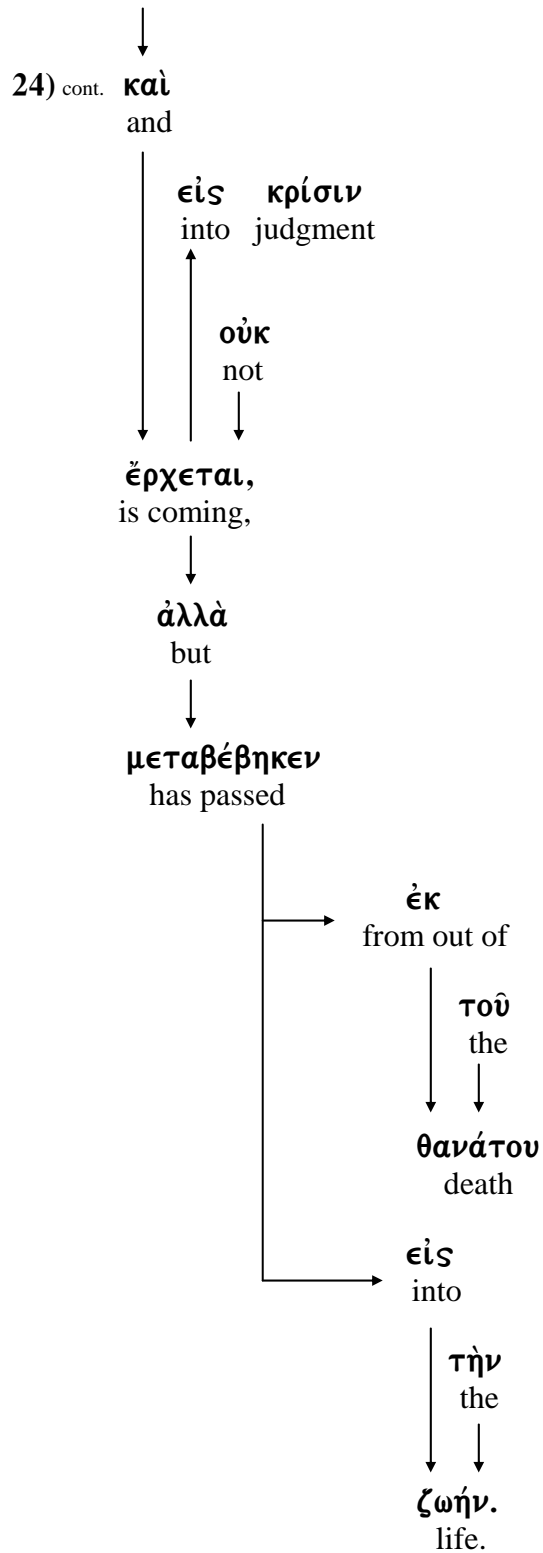 24) cont. καὶ
and
εἰς κρίσιν
into judgment
οὐκ
not
ἔρχεται,
is coming,
ἀλλὰ
but
μεταβέβηκεν
has passed
ἐκ
from out of
τοῦ
the
θανάτου
death
εἰς
into
τὴν
the
ζωήν.
life.